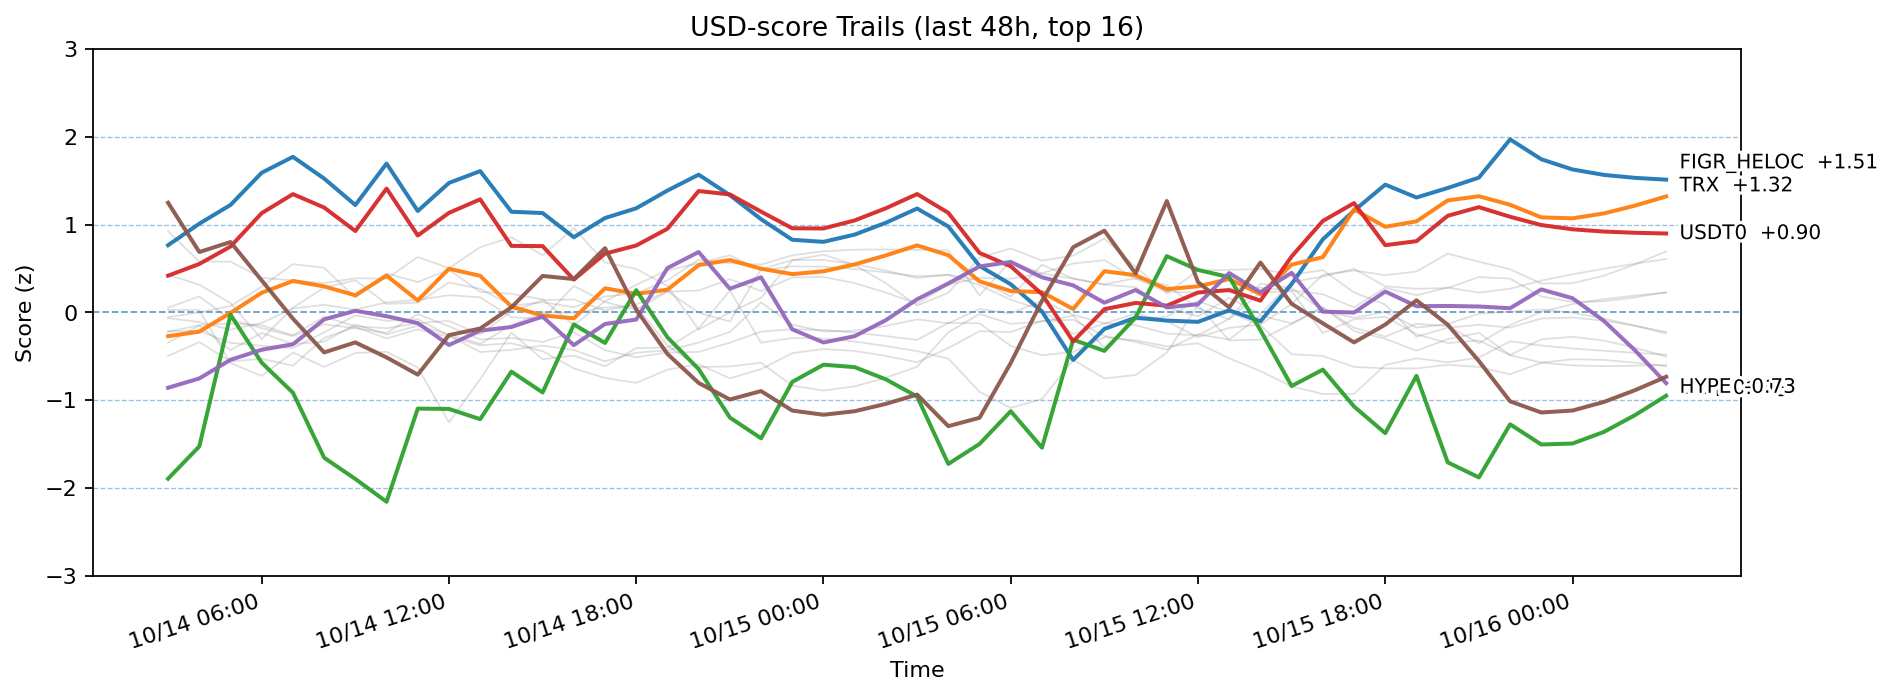 USD-score Trails (last 48h, top 16)
3
2
1
0
−1
−2
−3
Score (z)
FIGR_HELOC +1.51
TRX +1.32
USDT0 +0.90
HYPE
10/14 06:00
10/14 12:00
10/14 18:00
10/15 00:00
10/15 06:00
10/15 12:00
10/15 18:00
10/16 00:00
Time